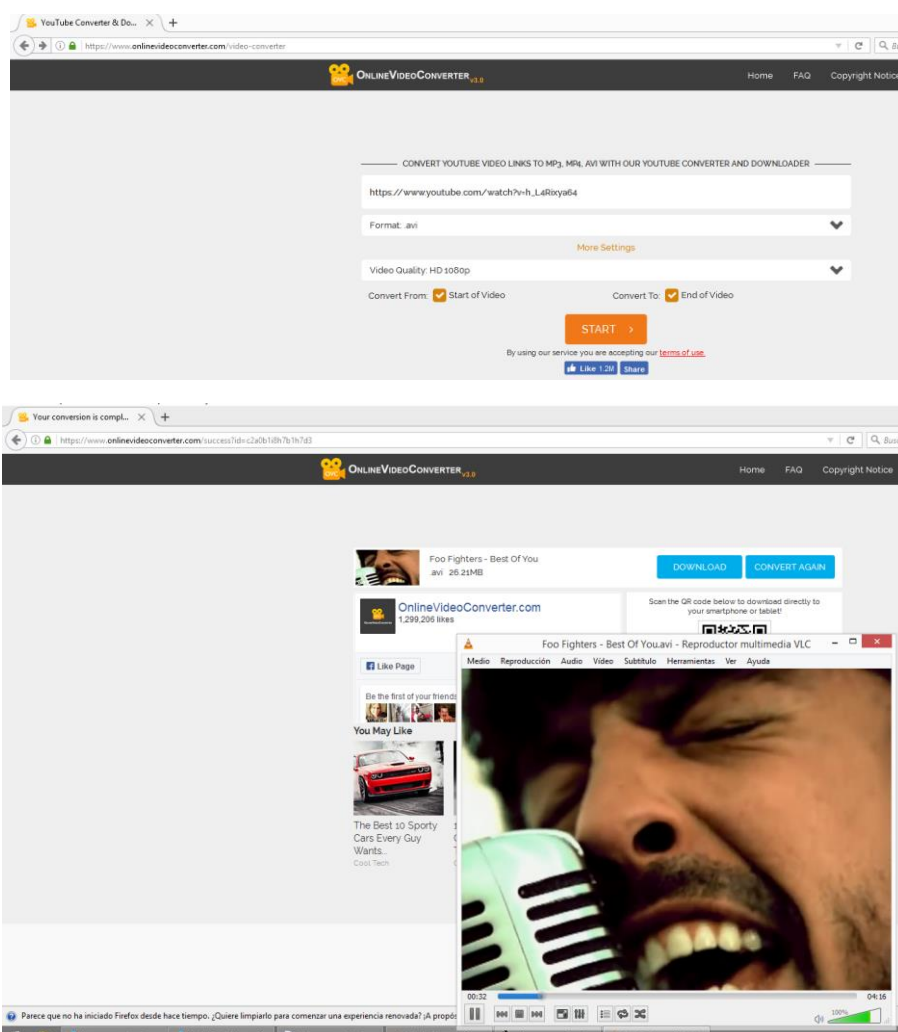 YouTube Converter & Do...
https://www.onlinevideoconverter.com/video-converter
OnlineVideoConverter v3.0
Home FAQ Copyright Notice
CONVERT YOUTUBE VIDEO LINKS TO MP3, MP4, AVI WITH OUR YOUTUBE CONVERTER AND DOWNLOADER
https://www.youtube.com/watch?v=h_L4Rixya64
Format: .avi
More Settings
Video Quality: HD 1080p
Convert From: Start of Video Convert To: End of Video
START >
By using our service you are accepting our terms of use.
Like 1.2M Share
Your conversion is compl...
https://www.onlinevideoconverter.com/success?id=c2a0b1i8h7b1h7d3
OnlineVideoConverter v3.0
Home FAQ Copyright Notice
Foo Fighters - Best Of You
.avi 26.21MB
DOWNLOAD CONVERT AGAIN
OnlineVideoConverter.com
1,299,206 likes
Scan the QR code below to download directly to
your smartphone or tablet!
Like Page
Be the first of your friends
You May Like
The Best 10 Sporty
Cars Every Guy
Wants...
Cool Tech
Foo Fighters - Best Of You.avi - Reproductor multimedia VLC
Medio Reproducción Audio Vídeo Subtítulo Herramientas Ver Ayuda
00:32 04:16
100%
Parece que no ha iniciado Firefox desde hace tiempo. ¿Quiere limpiarlo para comenzar una experiencia renovada? ¡A propós